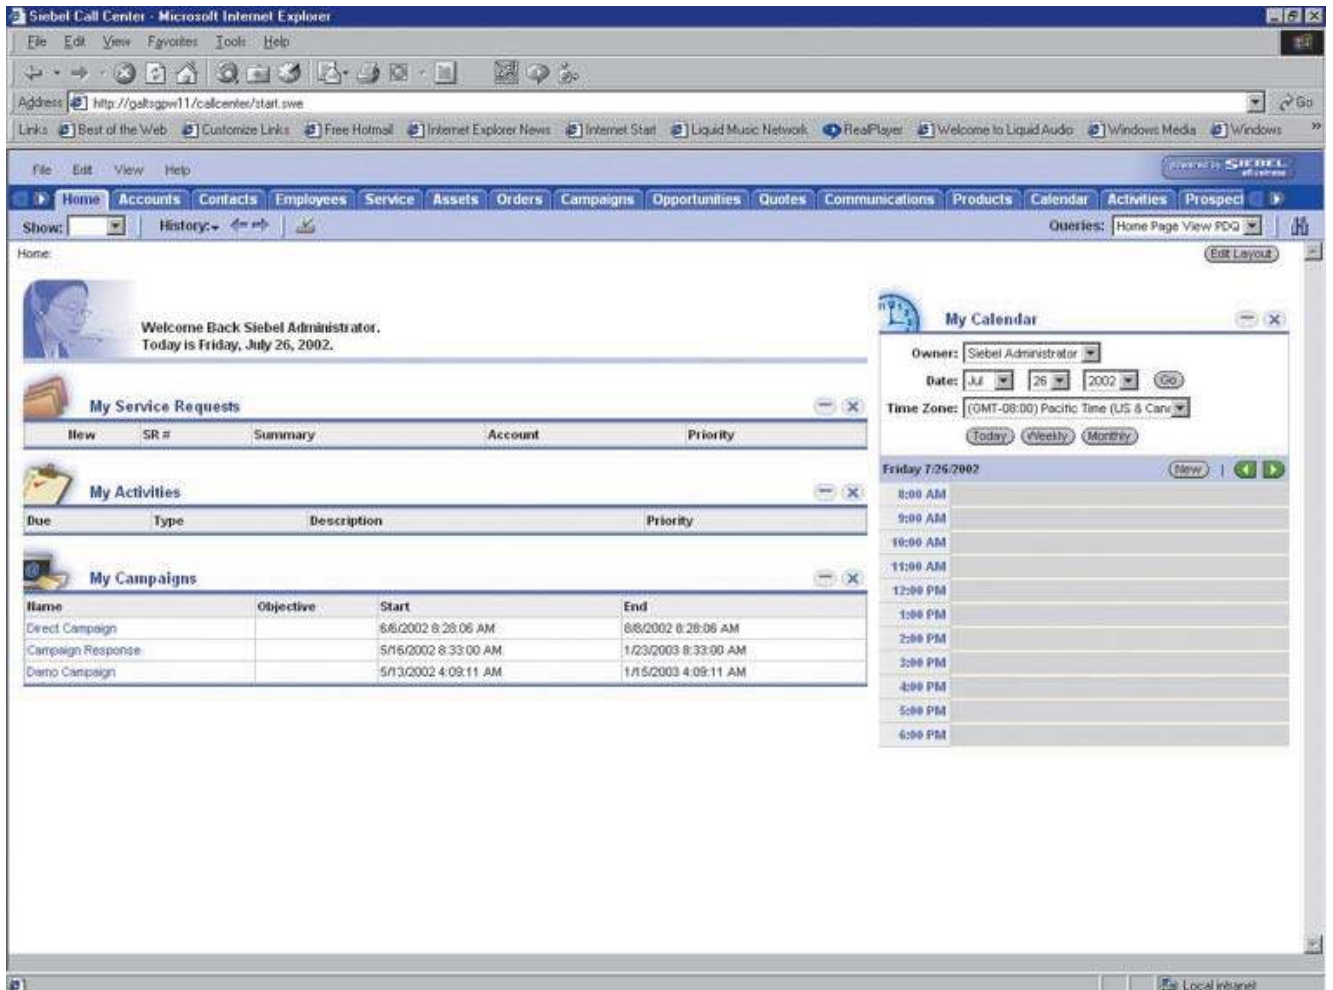 Siebel Call Center - Microsoft Internet Explorer
File Edit View Favorites Tools Help
Address http://galtsgpw11/callcenter/start.swe Go
Links Best of the Web Customize Links Free Hotmail Internet Explorer News Internet Start Liquid Music Network RealPlayer Welcome to Liquid Audio Windows Media Windows
File Edit View Help powered by SIEBEL
Home Accounts Contacts Employees Service Assets Orders Campaigns Opportunities Quotes Communications Products Calendar Activities Prospect
Show: History: Queries: Home Page View PDQ
Home: Edit Layout
Welcome Back Siebel Administrator.
Today is Friday, July 26, 2002.
My Service Requests
New SR # Summary Account Priority
My Activities
Due Type Description Priority
My Campaigns
Name Objective Start End
Direct Campaign 6/6/2002 8:28:06 AM 8/8/2002 8:28:06 AM
Campaign Response 5/16/2002 8:33:00 AM 1/23/2003 8:33:00 AM
Damo Campaign 5/13/2002 4:09:11 AM 1/15/2003 4:09:11 AM
My Calendar
Owner: Siebel Administrator
Date: Jul 26 2002 Go
Time Zone: (GMT-08:00) Pacific Time (US & Cana
Today Weekly Monthly
Friday 7/26/2002 New |
8:00 AM
9:00 AM
10:00 AM
11:00 AM
12:00 PM
1:00 PM
2:00 PM
3:00 PM
4:00 PM
5:00 PM
6:00 PM
Local intranet